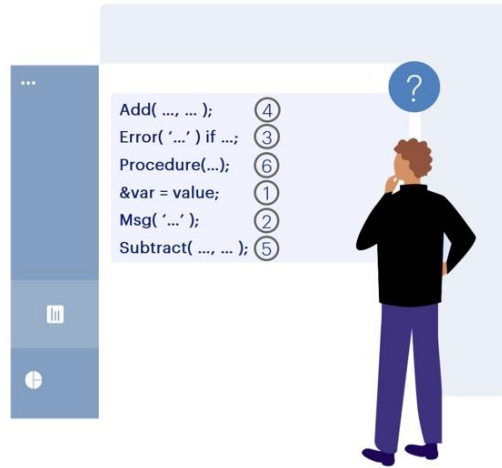 ?
Add( …, … ); 4
Error( ‘…’ ) if …; 3
Procedure(…); 6
&var = value; 1
Msg( ‘…’ ); 2
Subtract( …, … ); 5